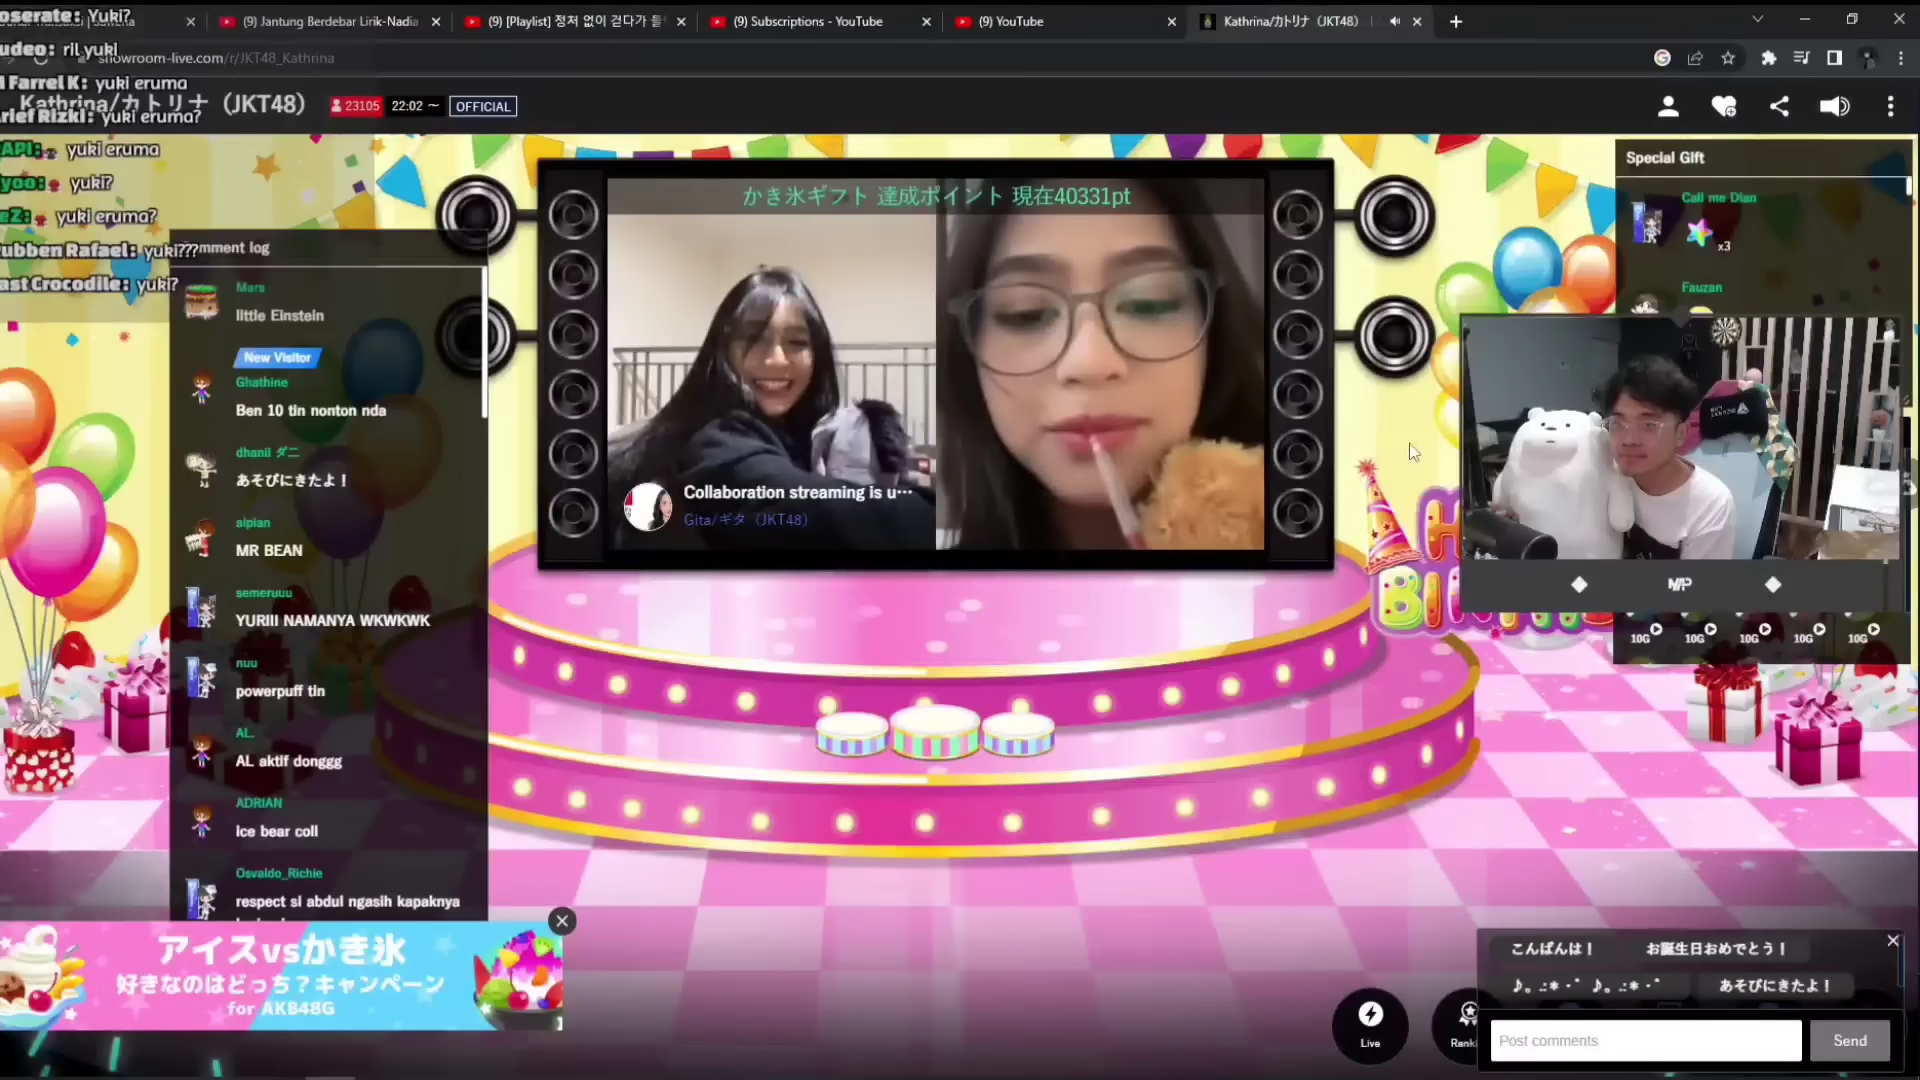 (9) Jantung Berdebar Lirik-Nadia
(9) [Playlist] 정처 없이 걷다가 들
(9) Subscriptions - YouTube
(9) YouTube
Kathrina/カトリナ（JKT48）
showroom-live.com/r/JKT48_Kathrina
Kathrina/カトリナ（JKT48）
23105
22:02 ～
OFFICIAL
oserate: Yuki?
udeo: ril yuki
Farrel K: yuki eruma
rief Rizki: yuki eruma?
API: yuki eruma
yoo: yuki?
eZ: yuki eruma?
ubben Rafael: yuki???
ast Crocodile: yuki?
mment log
Mars
little Einstein
New Visitor
Ghathine
Ben 10 tin nonton nda
dhanii ダニ
あそびにきたよ！
alpian
MR BEAN
semeruuu
YURIII NAMANYA WKWKWK
nuu
powerpuff tin
AL.
AL aktif donggg
ADRIAN
ice bear coll
Osvaldo_Richie
respect si abdul ngasih kapaknya
かき氷ギフト 達成ポイント 現在40331pt
Collaboration streaming is u…
Gita/ギタ（JKT48）
Special Gift
Call me Dian
x3
Fauzan
10G
10G
10G
10G
10G
アイスvsかき氷
好きなのはどっち？キャンペーン
for AKB48G
Live
Ranki
こんばんは！
お誕生日おめでとう！
♪｡.:＊・゜♪｡.:＊・゜
あそびにきたよ！
Post comments
Send